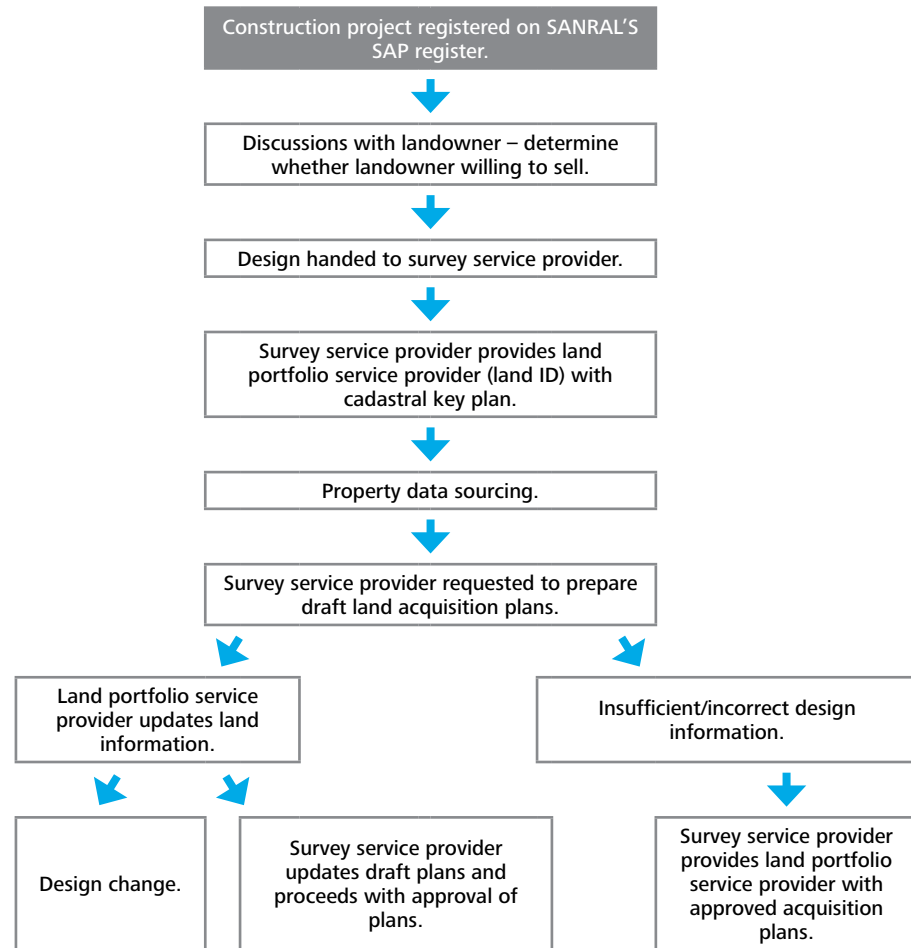 Construction project registered on SANRAL'S
SAP register.
Discussions with landowner – determine
whether landowner willing to sell.
Design handed to survey service provider.
Survey service provider provides land
portfolio service provider (land ID) with
cadastral key plan.
Property data sourcing.
Survey service provider requested to prepare
draft land acquisition plans.
Land portfolio service
provider updates land
information.
Insufficient/incorrect design
information.
Design change.
Survey service provider
updates draft plans and
proceeds with approval of
plans.
Survey service provider
provides land portfolio
service provider with
approved acquisition
plans.